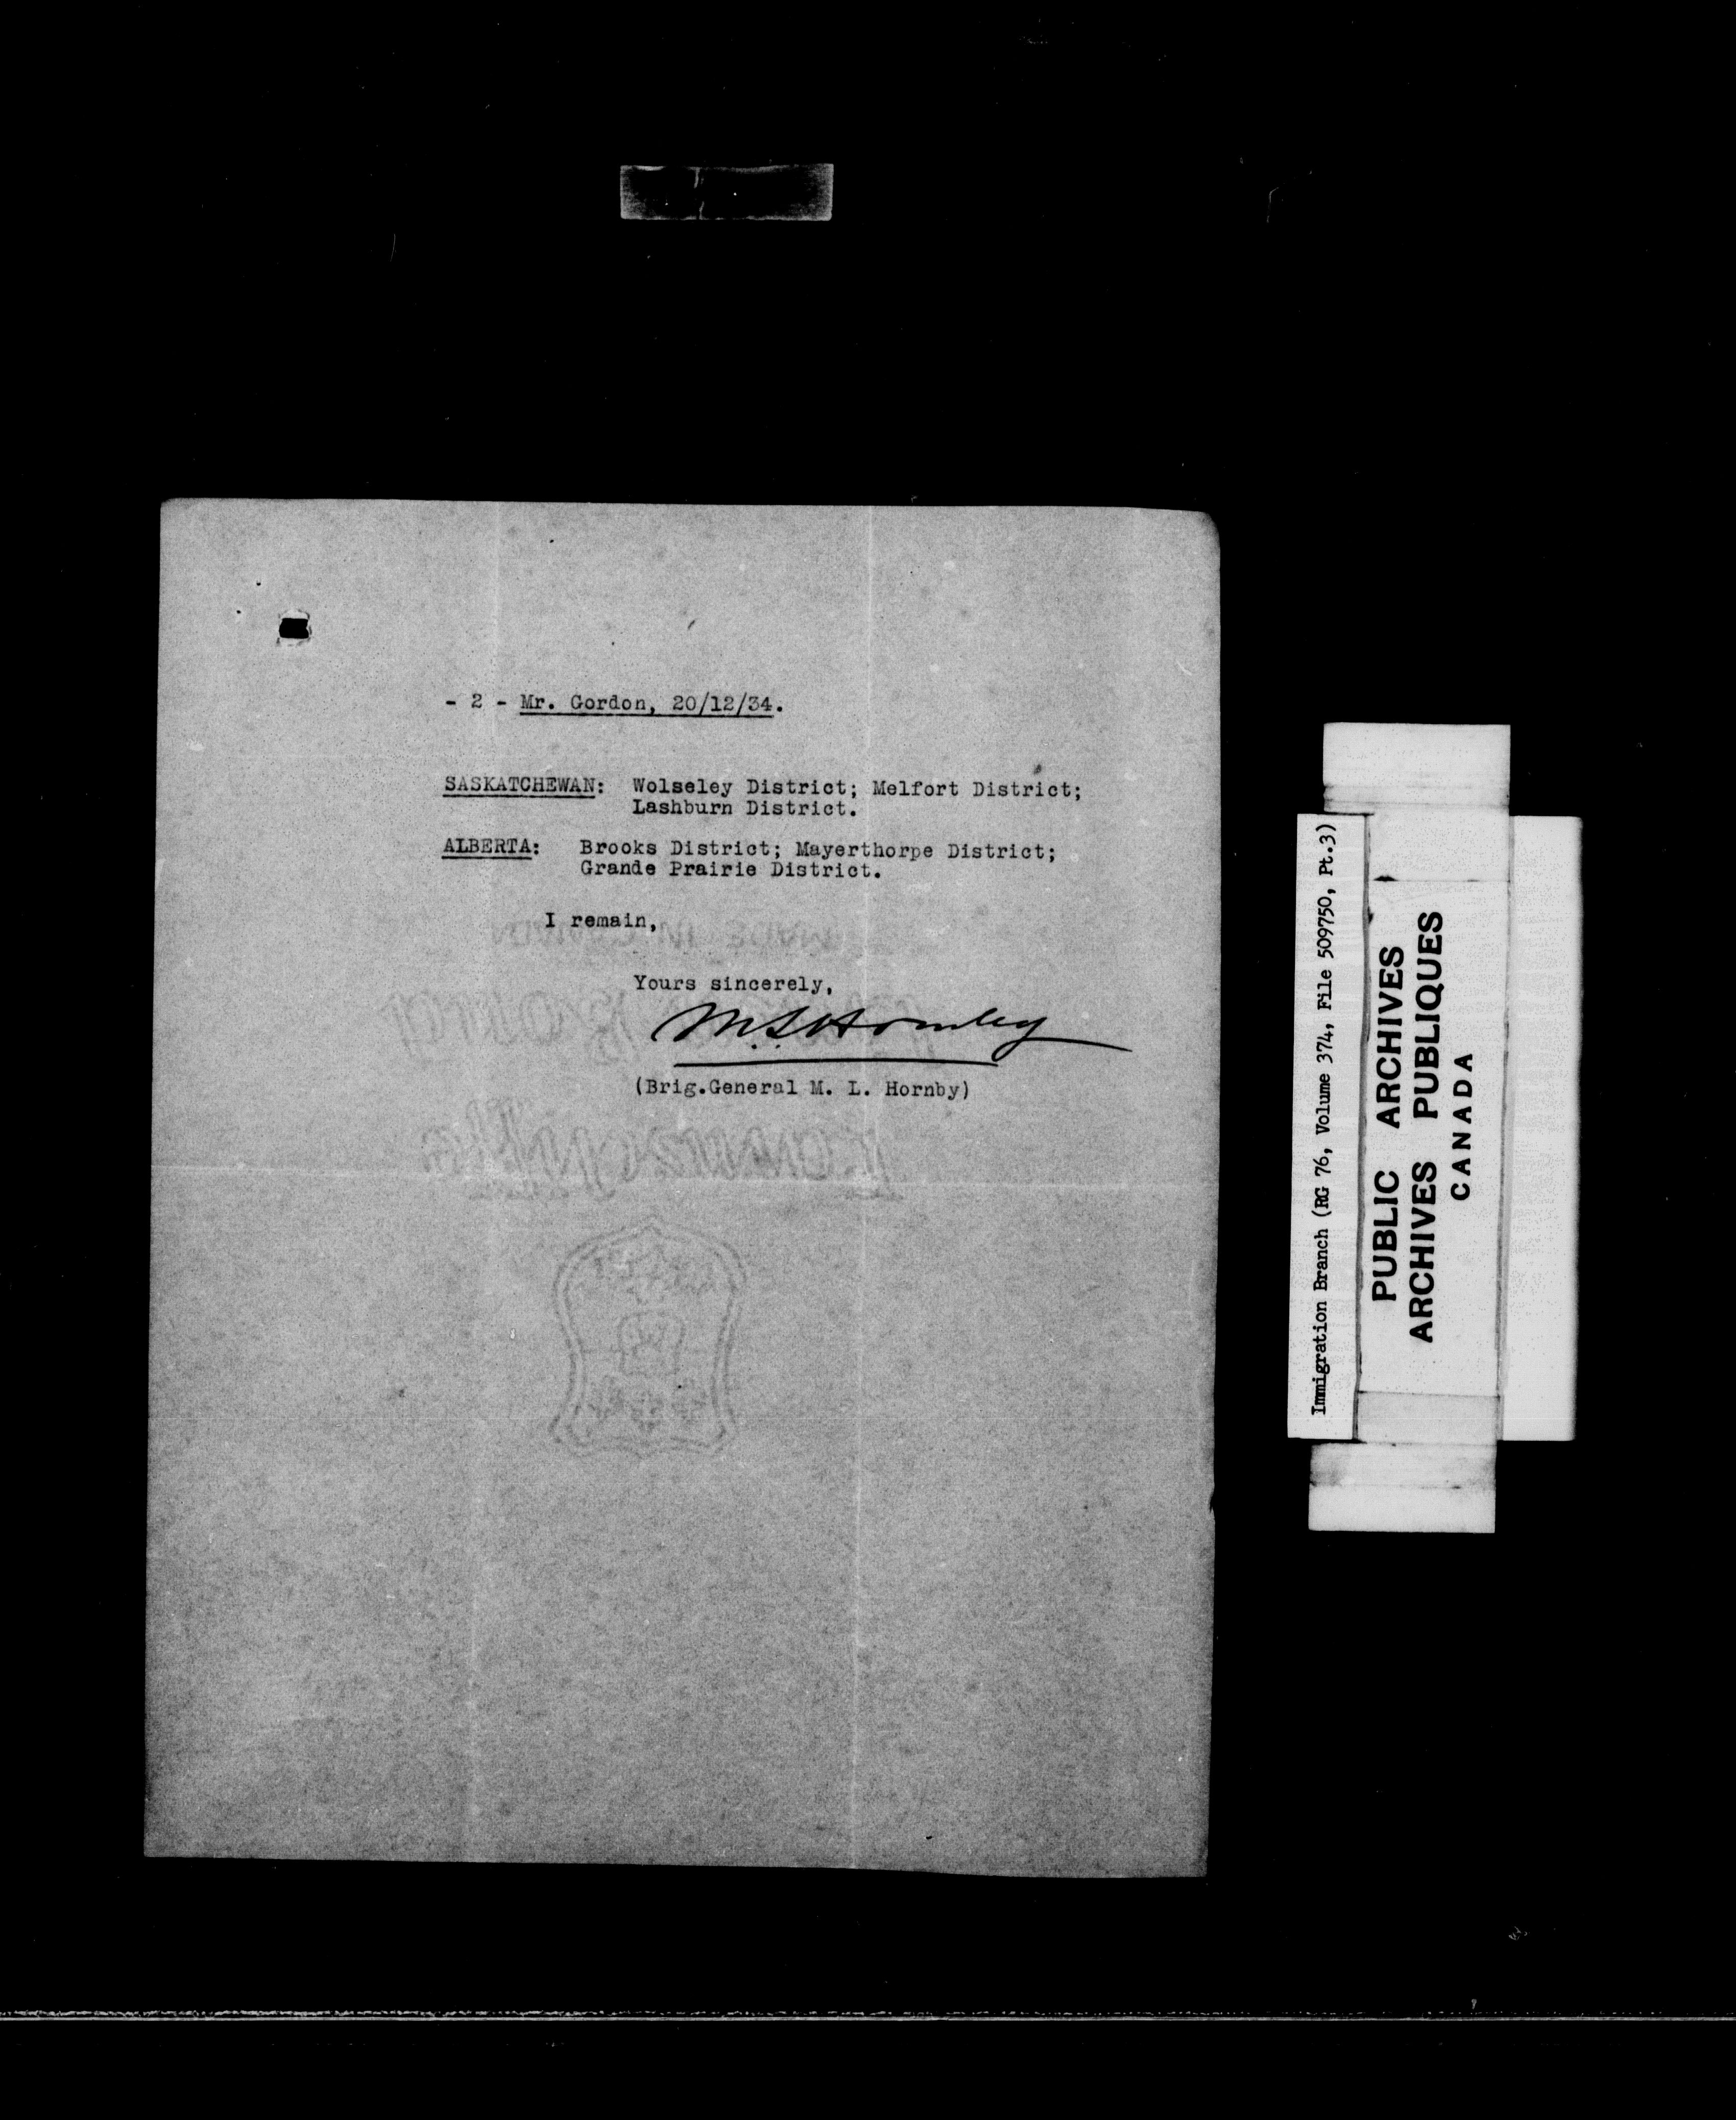 - 2 - Mr. Gordon, 20/12/34.
SASKATCHEWAN: Wolseley District; Melfort District;
Lashburn District.
ALBERTA: Brooks District; Mayerthorpe District;
Grande Prairie District.
I remain,
Yours sincerely,
M.L. Hornby
(Brig.General M. L. Hornby)
Immigration Branch (RG 76, Volume 374, File 509750, Pt.3)
PUBLIC ARCHIVES
ARCHIVES PUBLIQUES
CANADA